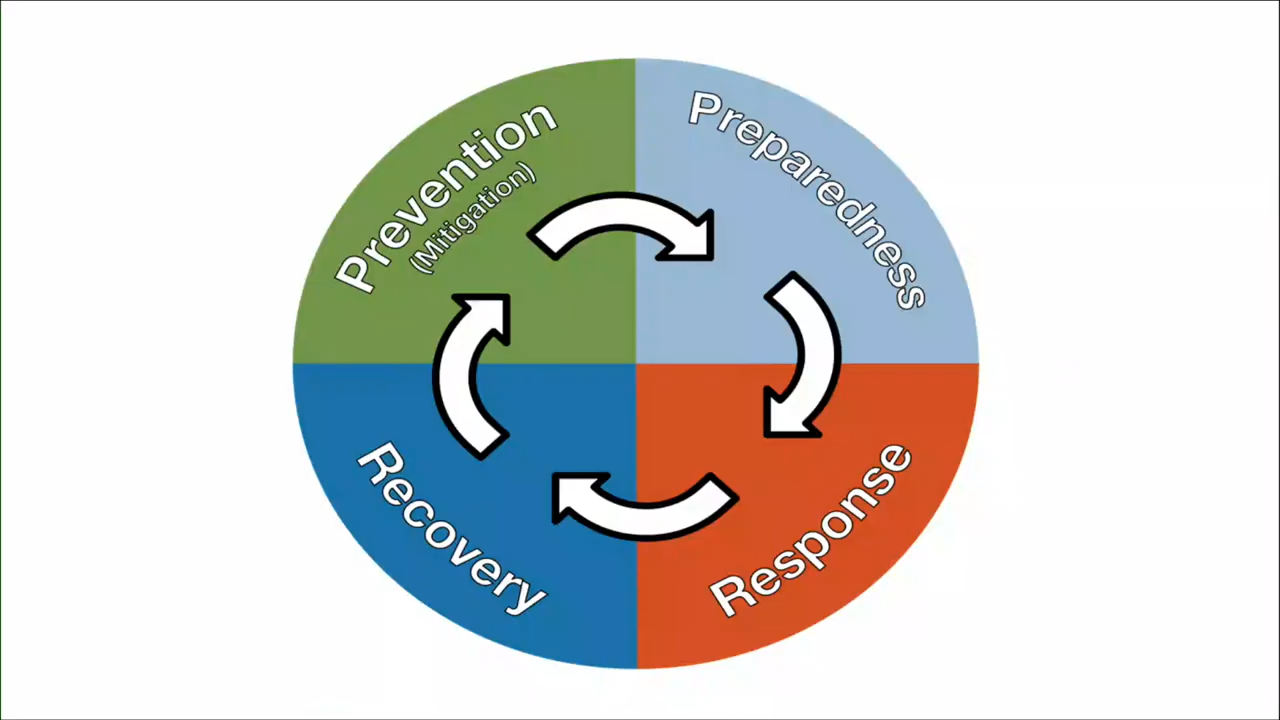 Prevention
(Mitigation)
Preparedness
Response
Recovery